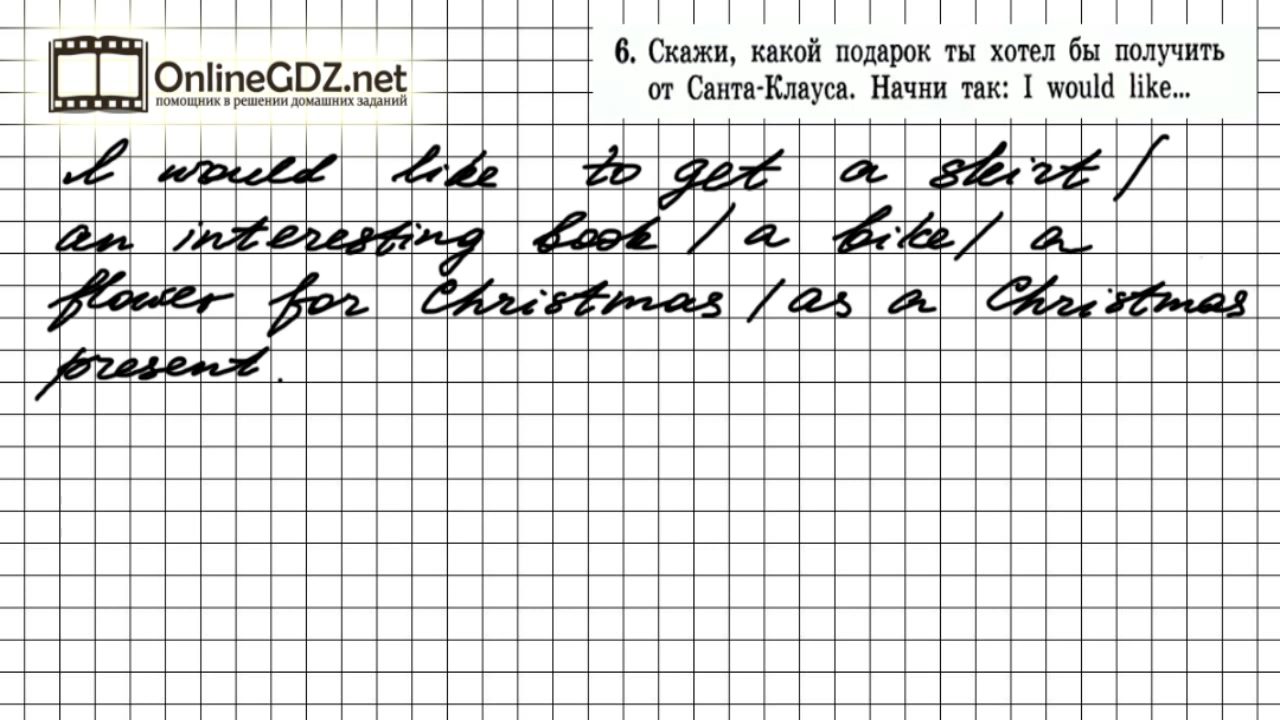 OnlineGDZ.net
помощник в решении домашних заданий
6. Скажи, какой подарок ты хотел бы получить
от Санта-Клауса. Начни так: I would like...
I would like to get a skirt /
an interesting book / a bike / a
flower for Christmas / as a Christmas
present.